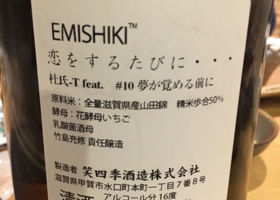 EMISHIKI™
恋をするたびに・・・
杜氏-T feat. #10 夢が覚める前に
原料米：全量滋賀県産山田錦 精米歩合50%
酵母：花酵母いちご
乳酸菌酒母
竹島充修 責任醸造
製造者 笑四季酒造株式会社
滋賀県甲賀市水口町本町一丁目7番8号
清酒 アルコール分16度